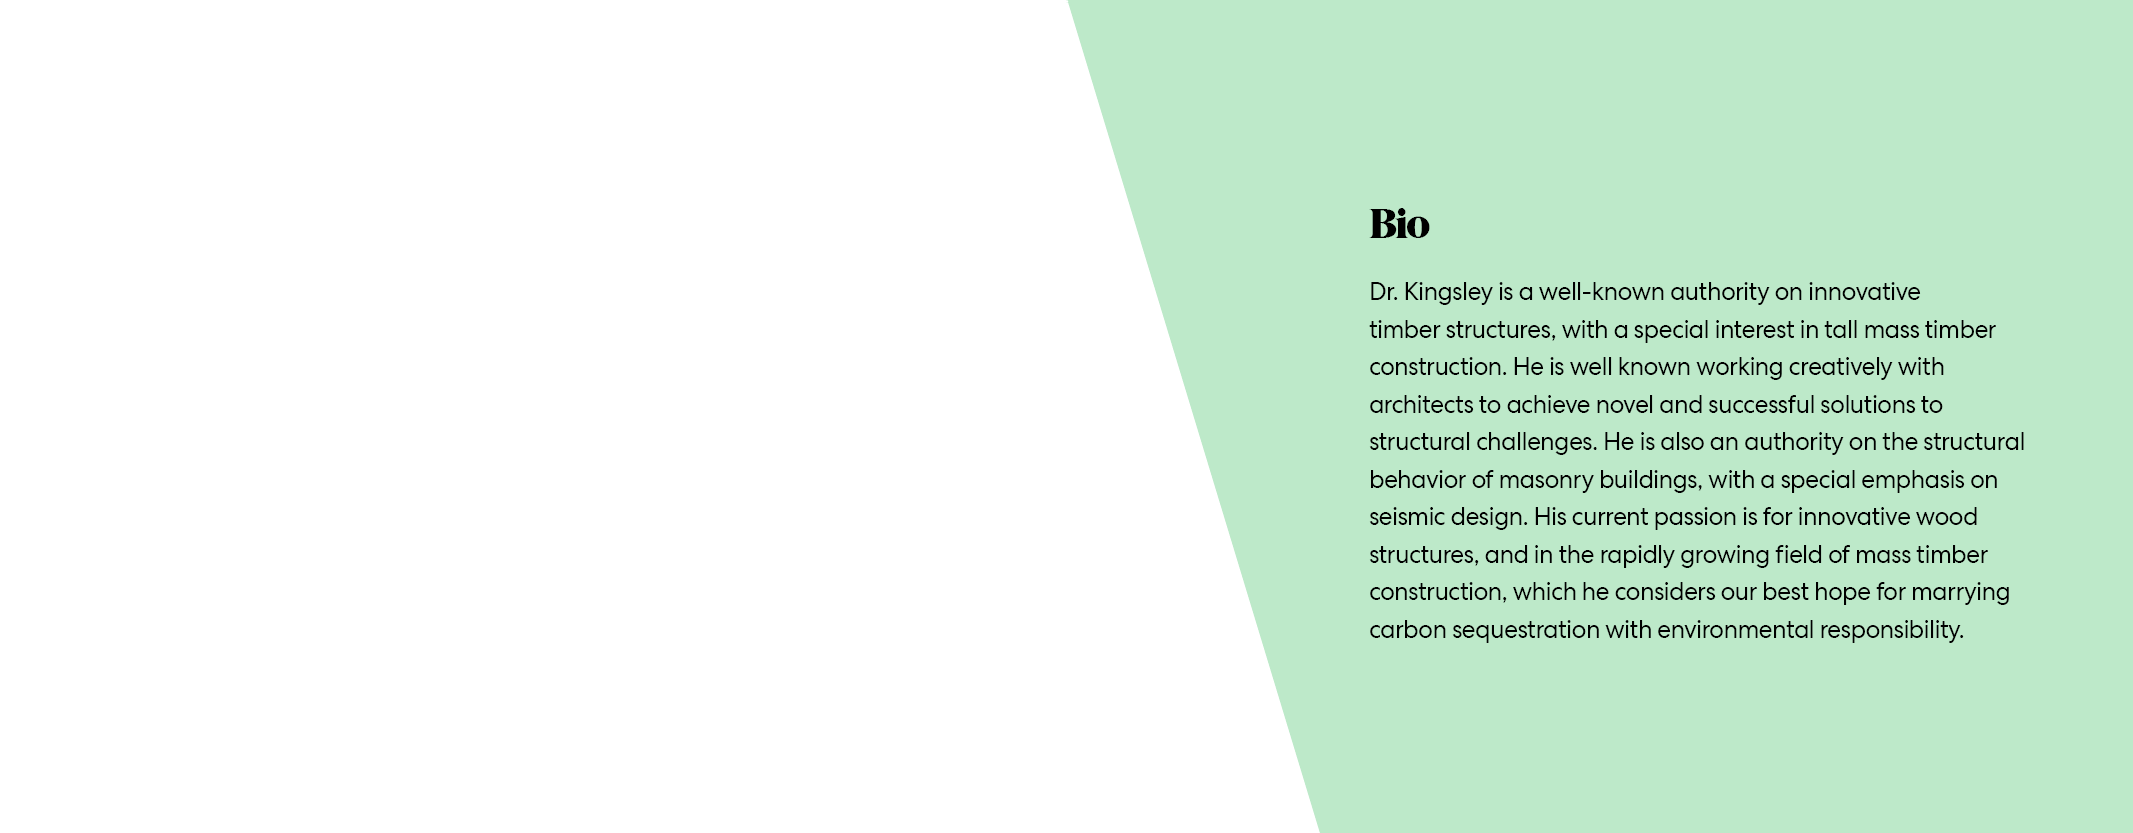 Bio
Dr. Kingsley is a well-known authority on innovative
timber structures, with a special interest in tall mass timber
construction. He is well known working creatively with
architects to achieve novel and successful solutions to
structural challenges. He is also an authority on the structural
behavior of masonry buildings, with a special emphasis on
seismic design. His current passion is for innovative wood
structures, and in the rapidly growing field of mass timber
construction, which he considers our best hope for marrying
carbon sequestration with environmental responsibility.